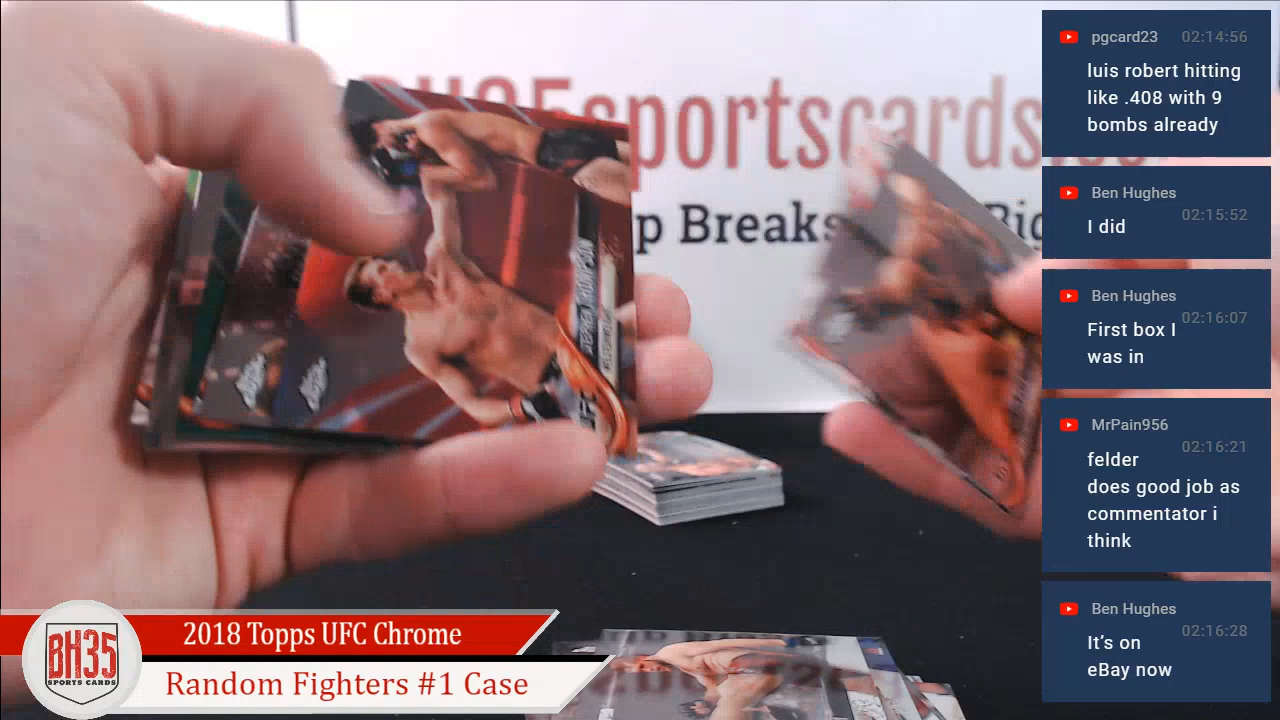 BH35sportscards
p Breaks
Big
pgcard23 02:14:56
luis robert hitting
like .408 with 9
bombs already
Ben Hughes
02:15:52
I did
Ben Hughes
02:16:07
First box I
was in
MrPain956
02:16:21
felder
does good job as
commentator i
think
Ben Hughes
02:16:28
It's on
eBay now
BH35
SPORTS CARDS
2018 Topps UFC Chrome
Random Fighters #1 Case